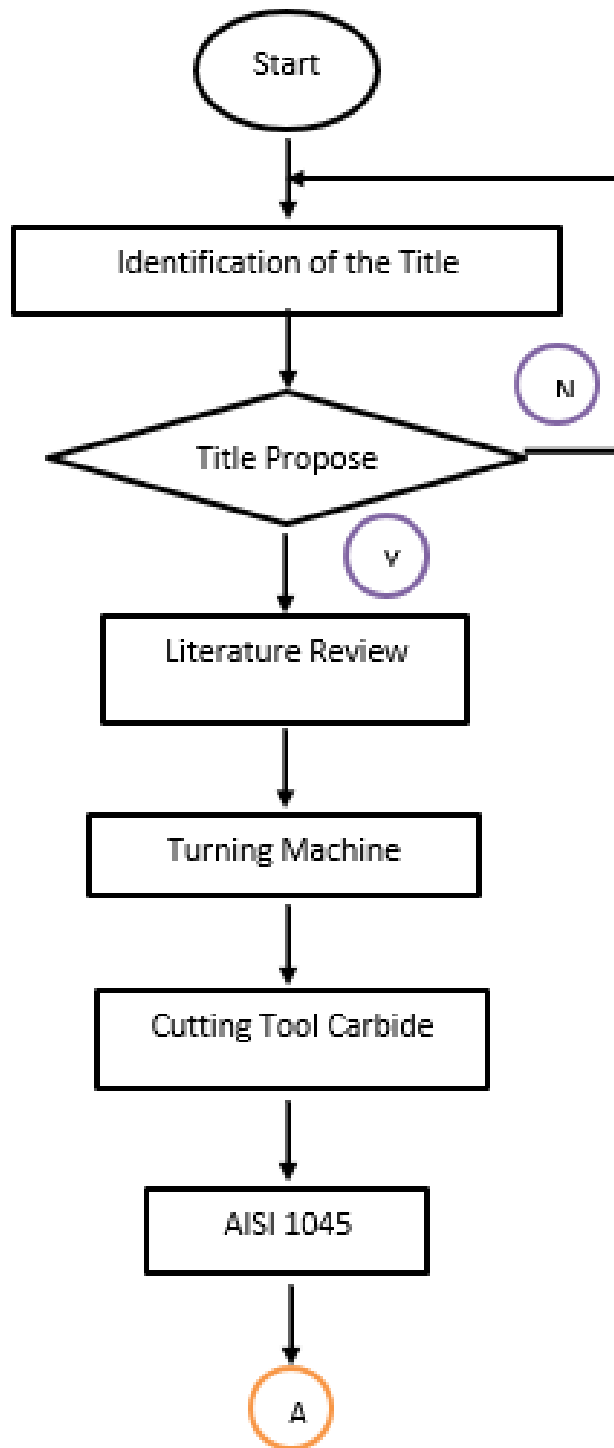 Start
Identification of the Title
N
Title Propose
Y
Literature Review
Turning Machine
Cutting Tool Carbide
AISI 1045
A